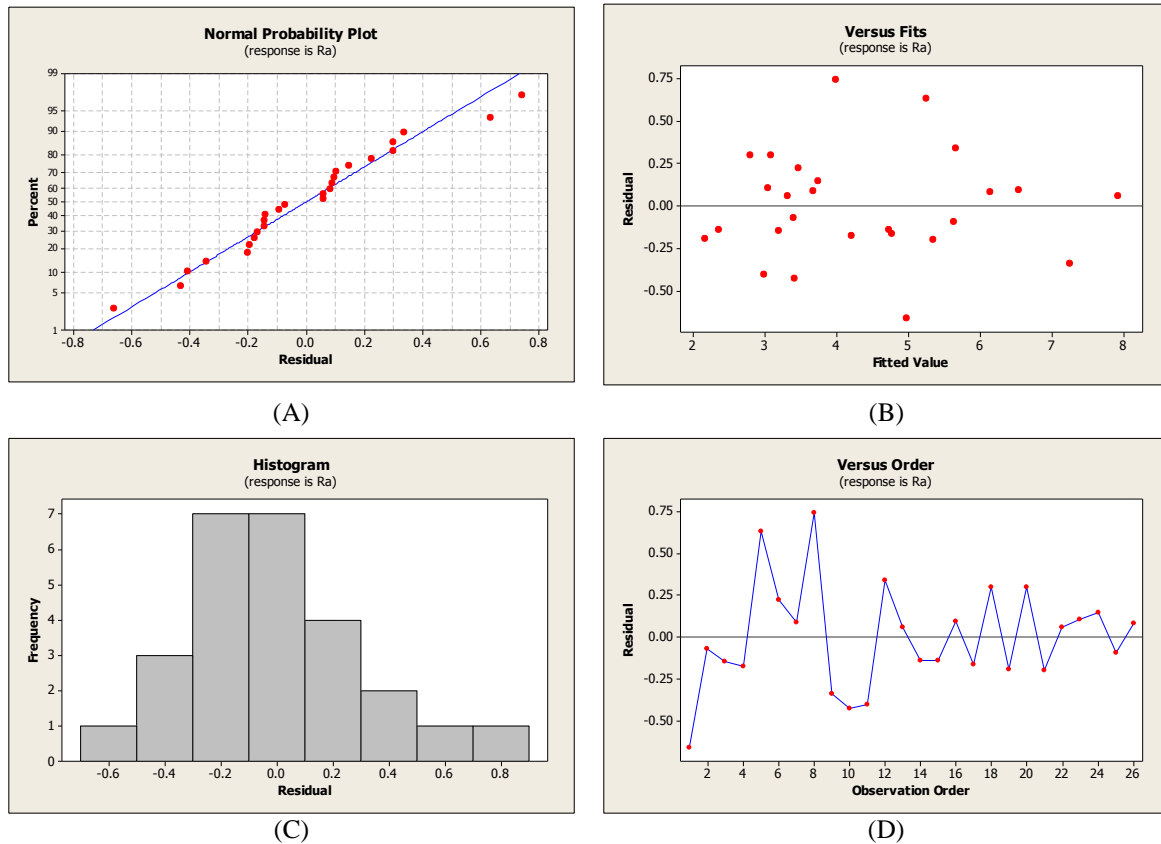 Normal Probability Plot
(response is Ra)
99
95
90
80
70
60
50
40
30
20
10
5
1
Percent
-0.8 -0.6 -0.4 -0.2 0.0 0.2 0.4 0.6 0.8
Residual
(A)
Versus Fits
(response is Ra)
0.75
0.50
0.25
0.00
-0.25
-0.50
Residual
2 3 4 5 6 7 8
Fitted Value
(B)
Histogram
(response is Ra)
7
6
5
4
3
2
1
0
Frequency
-0.6 -0.4 -0.2 0.0 0.2 0.4 0.6 0.8
Residual
(C)
Versus Order
(response is Ra)
0.75
0.50
0.25
0.00
-0.25
-0.50
Residual
2 4 6 8 10 12 14 16 18 20 22 24 26
Observation Order
(D)